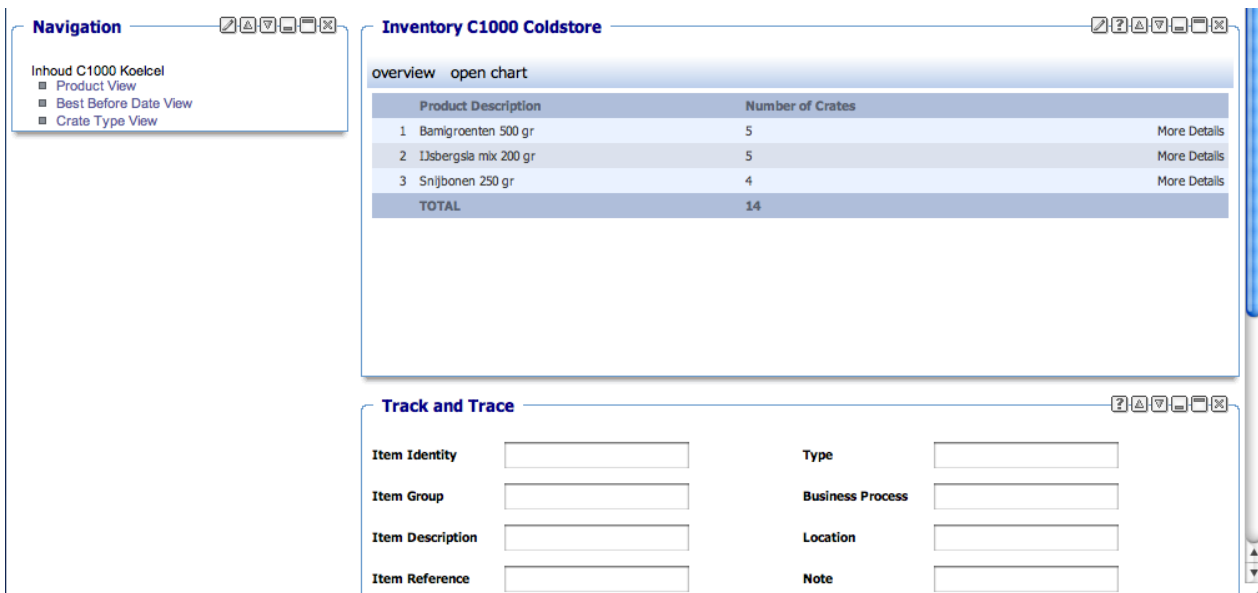 Navigation
Inhoud C1000 Koelcel
Product View
Best Before Date View
Crate Type View
Inventory C1000 Coldstore
overview open chart
Product Description Number of Crates
1 Bamigroenten 500 gr 5 More Details
2 IJsbergsla mix 200 gr 5 More Details
3 Snijbonen 250 gr 4 More Details
TOTAL 14
Track and Trace
Item Identity Type
Item Group Business Process
Item Description Location
Item Reference Note